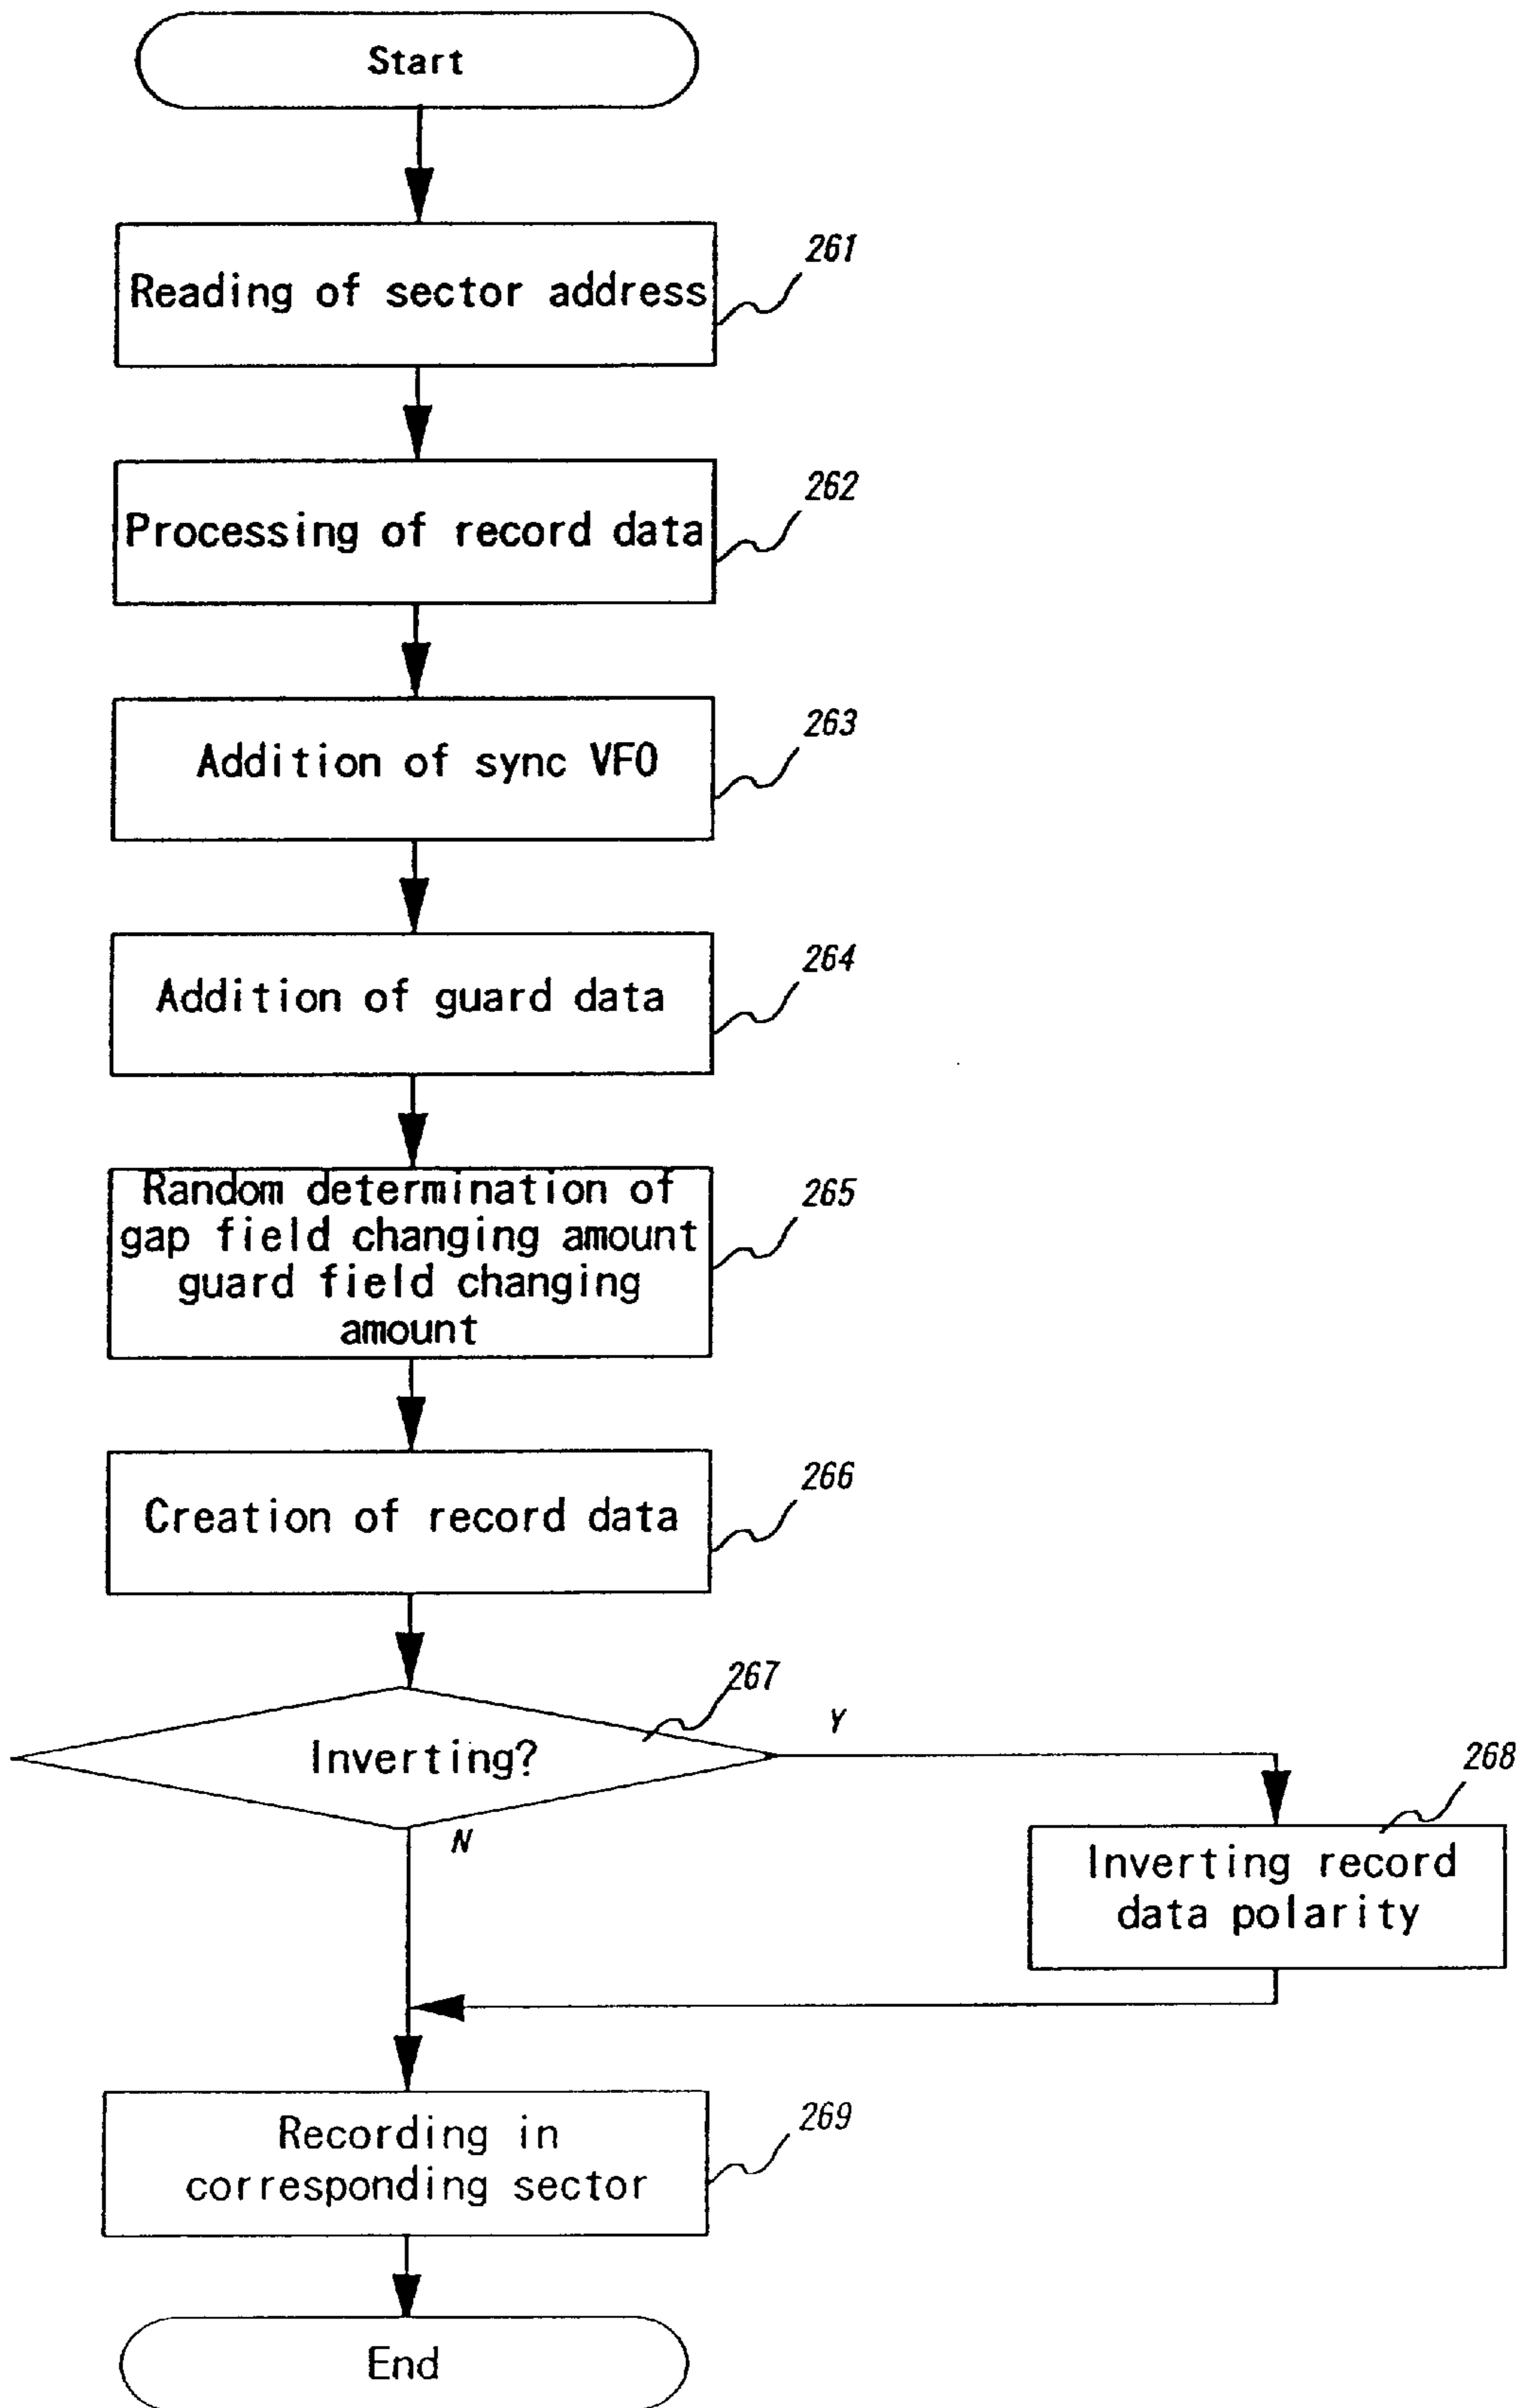 Start
261
Reading of sector address
262
Processing of record data
263
Addition of sync VFO
264
Addition of guard data
265
Random determination of
gap field changing amount
guard field changing
amount
266
Creation of record data
267
Inverting?
Y
N
268
Inverting record
data polarity
269
Recording in
corresponding sector
End